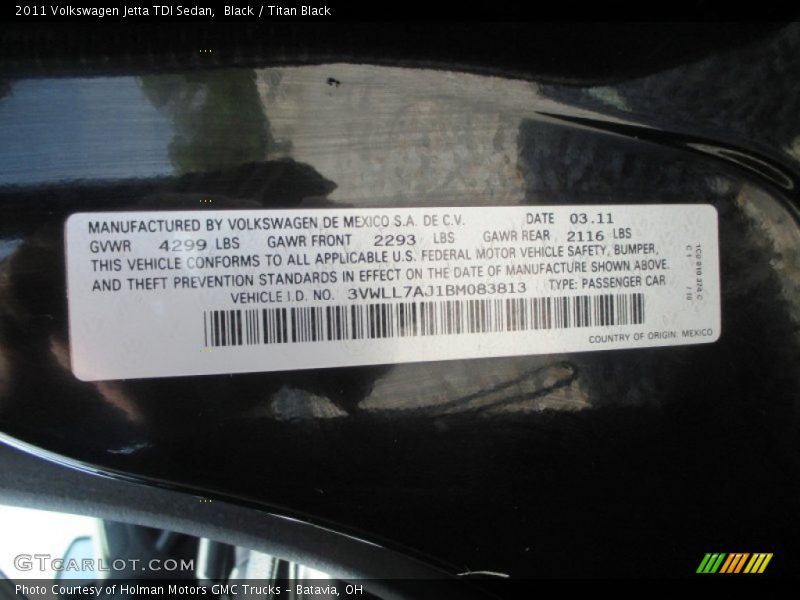 2011 Volkswagen Jetta TDI Sedan,  Black / Titan Black
MANUFACTURED BY VOLKSWAGEN DE MEXICO S.A. DE C.V. DATE 03.11
GVWR 4299 LBS GAWR FRONT 2293 LBS GAWR REAR 2116 LBS
THIS VEHICLE CONFORMS TO ALL APPLICABLE U.S. FEDERAL MOTOR VEHICLE SAFETY, BUMPER,
AND THEFT PREVENTION STANDARDS IN EFFECT ON THE DATE OF MANUFACTURE SHOWN ABOVE.
VEHICLE I.D. NO. 3VWLL7AJ1BM083813 TYPE: PASSENGER CAR
COUNTRY OF ORIGIN: MEXICO
GTCARLOT.COM
Photo Courtesy of Holman Motors GMC Trucks – Batavia, OH